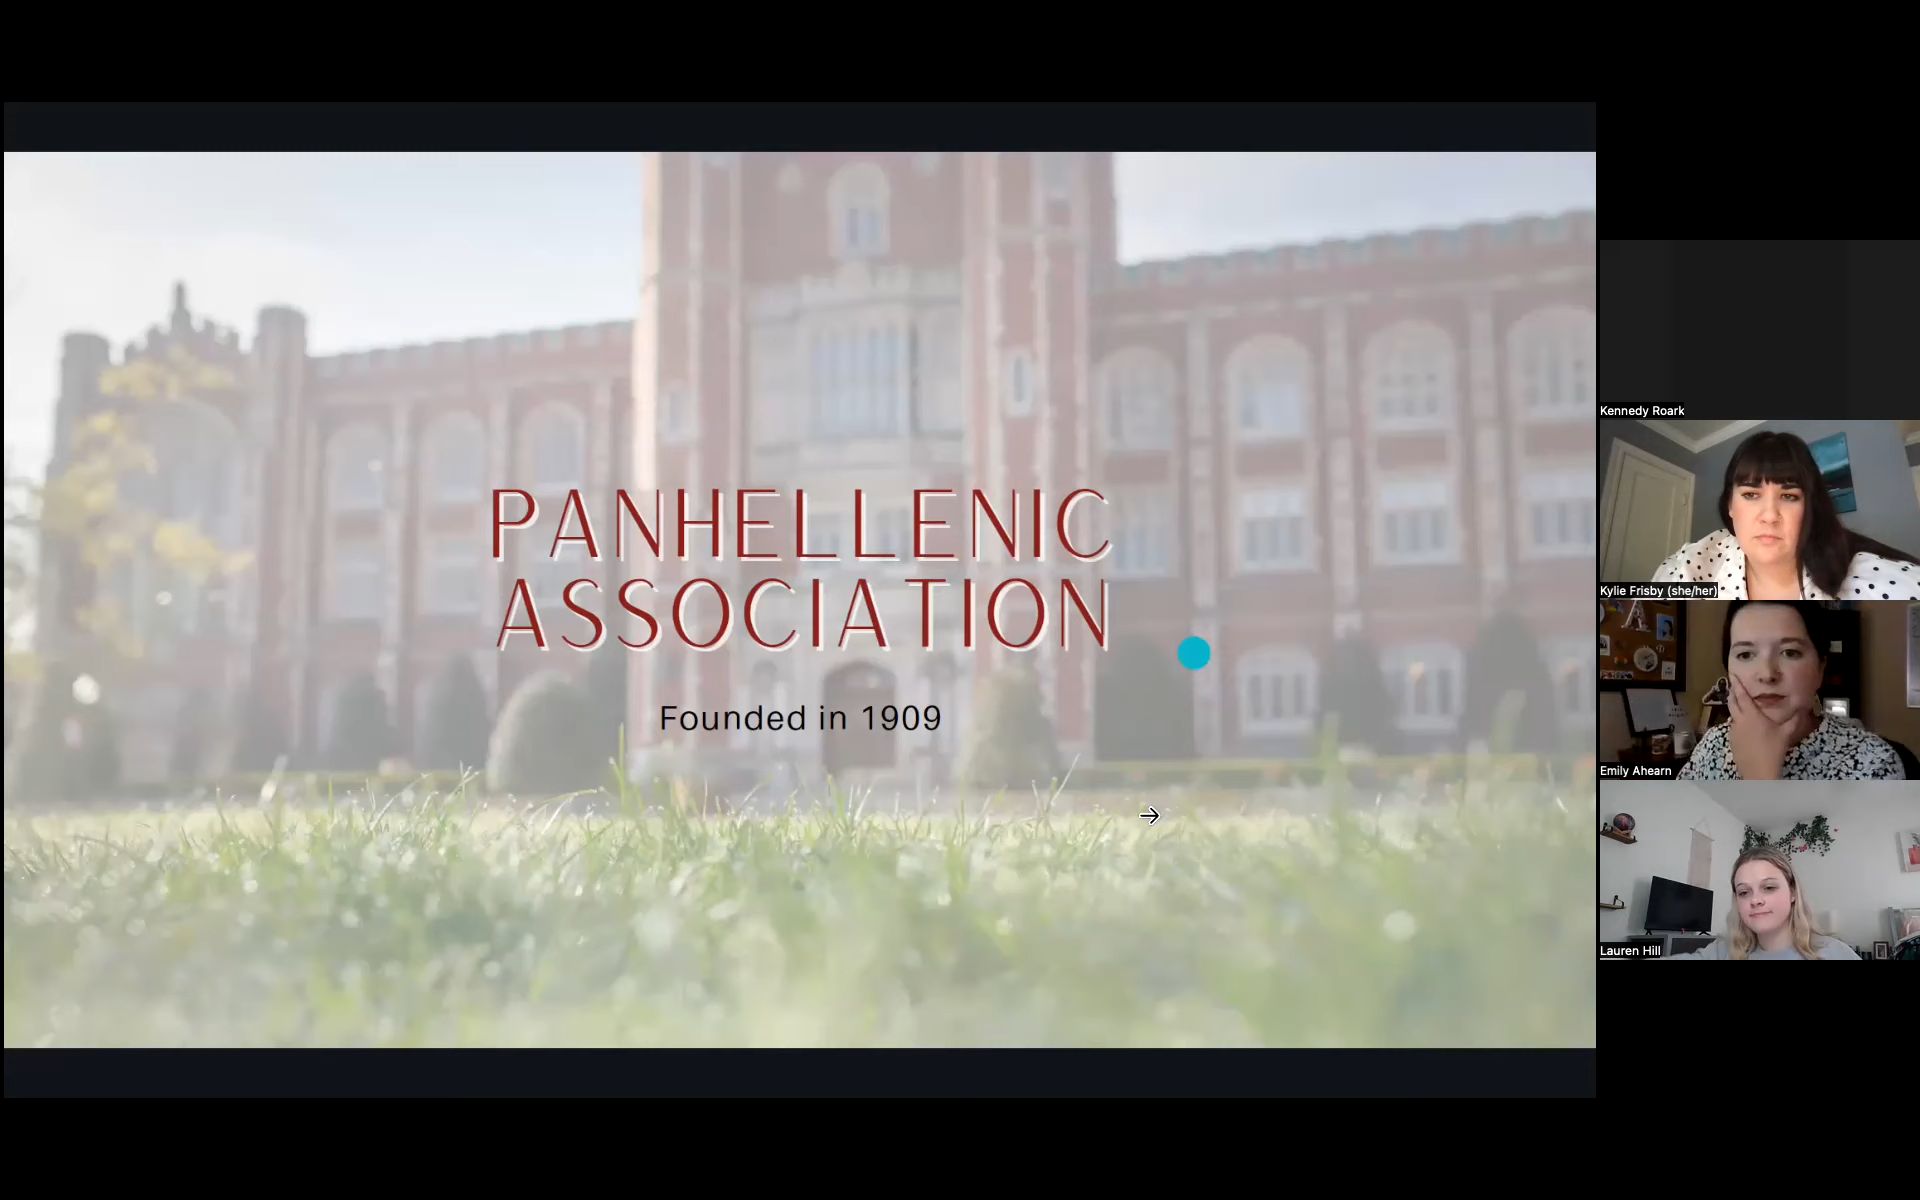 PANHELLENIC
ASSOCIATION
Founded in 1909
Kennedy Roark
Kylie Frisby (she/her)
Emily Ahearn
Lauren Hill